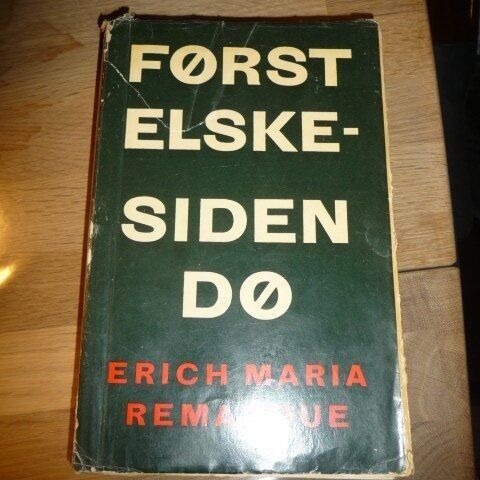 FØRST
ELSKE-
SIDEN
DØ
ERICH MARIA
REMARQUE